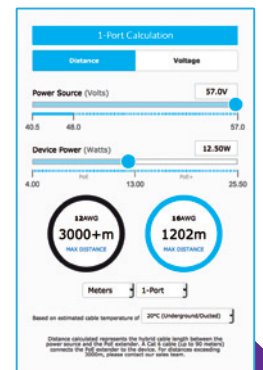 1-Port Calculation
Distance Voltage
Power Source (Volts) 57.0V
40.5 48.0 57.0
Device Power (Watts) 12.50W
PoE PoE+
4.00 13.00 25.50
12AWG 16AWG
3000+m 1202m
MAX DISTANCE MAX DISTANCE
Meters 1-Port
Based on estimated cable temperature of 20°C (Underground/Ducted)
Distance calculated represents the hybrid cable length between the
power source and the PoE extender. A Cat 6 cable (up to 90 meters)
connects the PoE extender to the device. For distances exceeding
3000m, please contact our sales team.